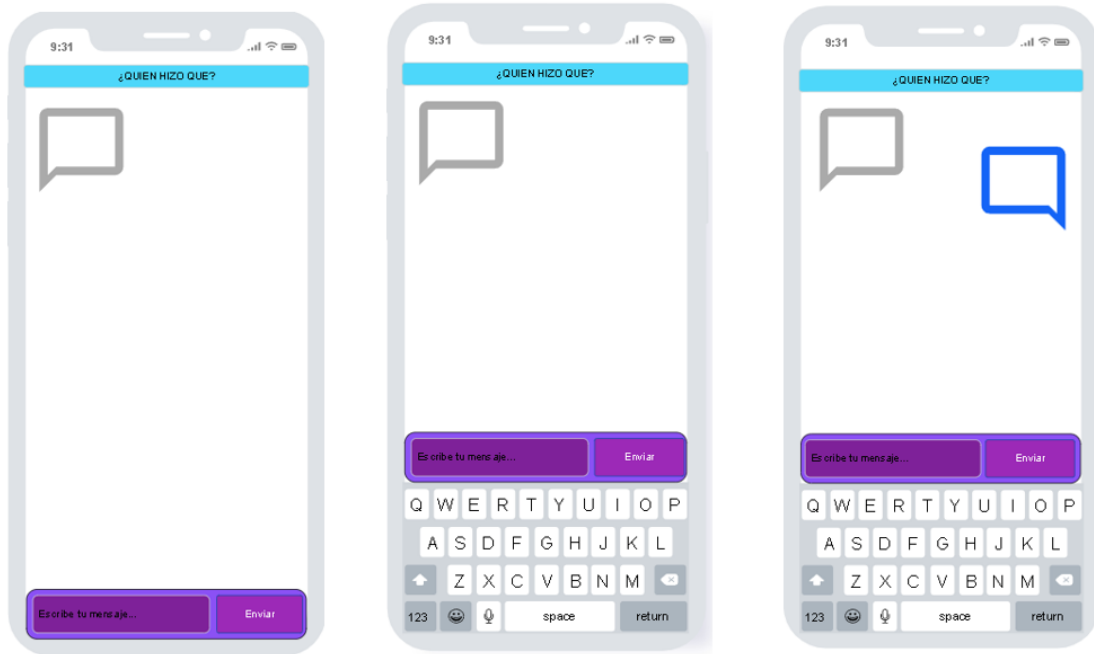 9:31
¿QUIEN HIZO QUE?
Escribe tu mensaje...
Enviar
9:31
¿QUIEN HIZO QUE?
Escribe tu mensaje...
Enviar
Q W E R T Y U I O P
A S D F G H J K L
Z X C V B N M
123 space return
9:31
¿QUIEN HIZO QUE?
Escribe tu mensaje...
Enviar
Q W E R T Y U I O P
A S D F G H J K L
Z X C V B N M
123 space return